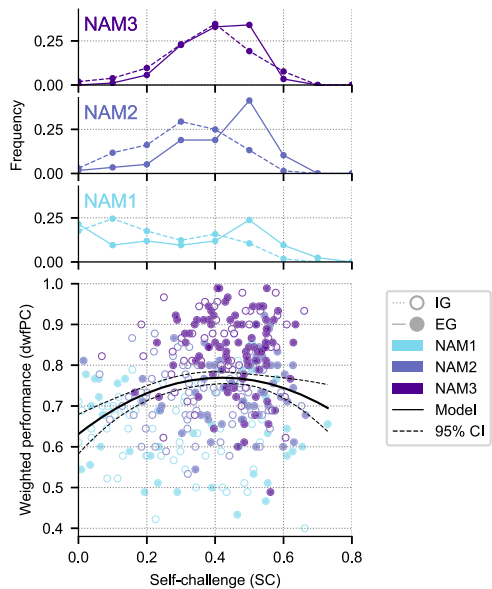 NAM3
0.25
0.00
NAM2
0.25
0.00
Frequency
NAM1
0.25
0.00
1.0
0.9
0.8
0.7
0.6
0.5
0.4
Weighted performance (dwfPC)
0.0 0.2 0.4 0.6 0.8
Self-challenge (SC)
IG
EG
NAM1
NAM2
NAM3
Model
95% CI